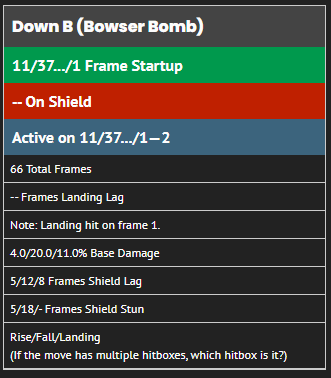 Down B (Bowser Bomb)
11/37.../1 Frame Startup
-- On Shield
Active on 11/37.../1—2
66 Total Frames
-- Frames Landing Lag
Note: Landing hit on frame 1.
4.0/20.0/11.0% Base Damage
5/12/8 Frames Shield Lag
5/18/- Frames Shield Stun
Rise/Fall/Landing
(If the move has multiple hitboxes, which hitbox is it?)